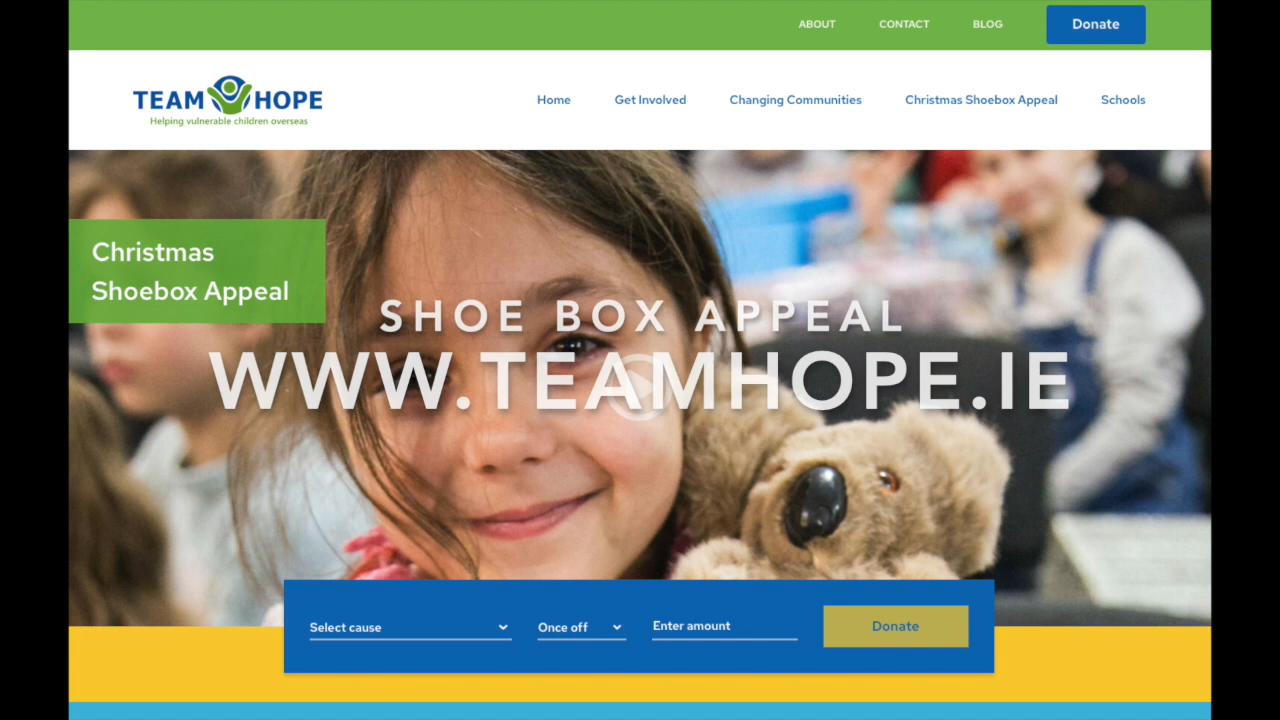 ABOUT CONTACT BLOG Donate
TEAM HOPE
Helping vulnerable children overseas
Home Get Involved Changing Communities Christmas Shoebox Appeal Schools
Christmas
Shoebox Appeal
SHOE BOX APPEAL
WWW.TEAMHOPE.IE
Select cause Once off Enter amount Donate